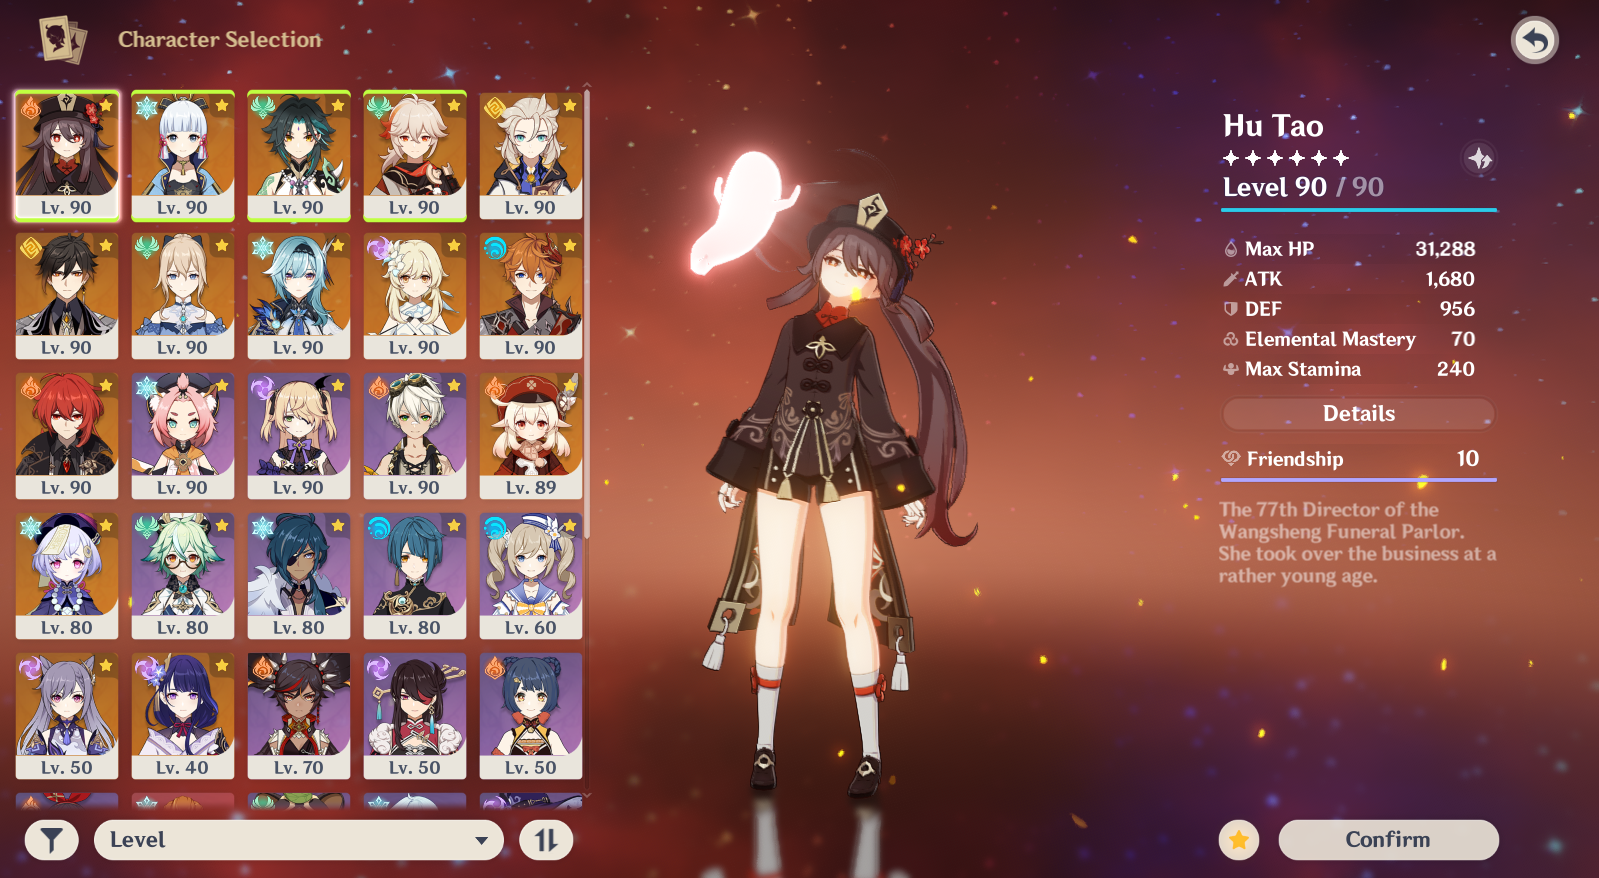 Character Selection
Lv. 90
Lv. 90
Lv. 90
Lv. 90
Lv. 90
Lv. 90
Lv. 90
Lv. 90
Lv. 90
Lv. 90
Lv. 90
Lv. 90
Lv. 90
Lv. 90
Lv. 89
Lv. 80
Lv. 80
Lv. 80
Lv. 80
Lv. 60
Lv. 50
Lv. 40
Lv. 70
Lv. 50
Lv. 50
Level
Hu Tao
Level 90 / 90
Max HP 31,288
ATK 1,680
DEF 956
Elemental Mastery 70
Max Stamina 240
Details
Friendship 10
The 77th Director of the
Wangsheng Funeral Parlor.
She took over the business at a
rather young age.
Confirm